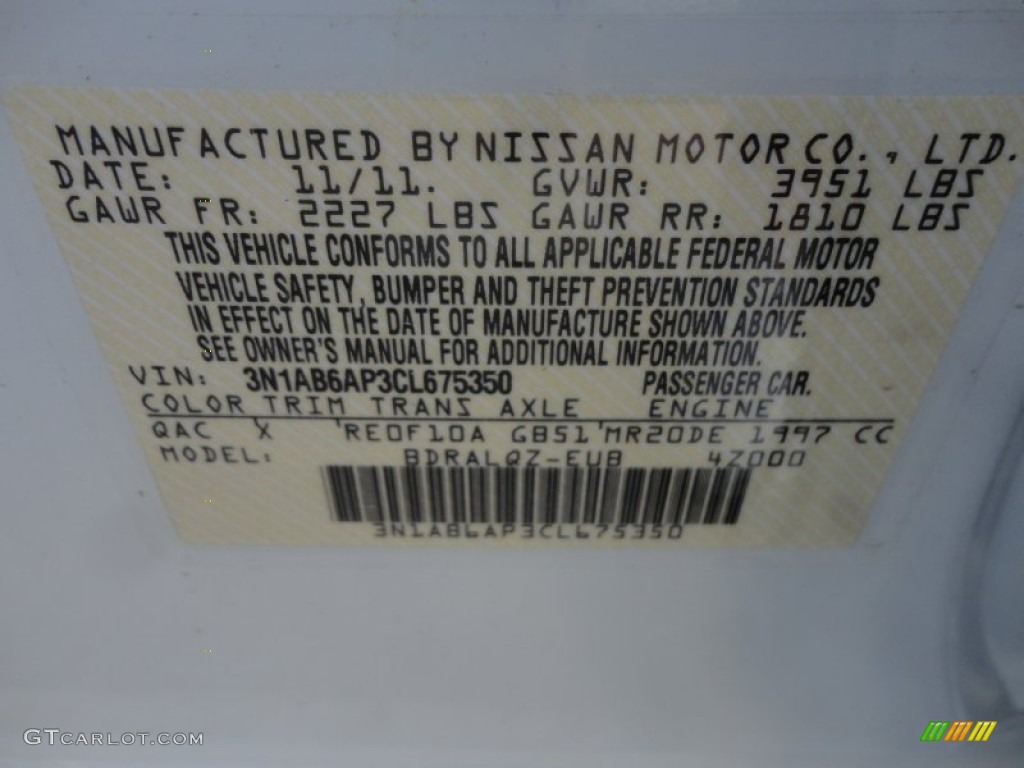 MANUFACTURED BY NISSAN MOTOR CO., LTD.
DATE: 11/11. GVWR: 3951 LBS
GAWR FR: 2227 LBS GAWR RR: 1810 LBS
THIS VEHICLE CONFORMS TO ALL APPLICABLE FEDERAL MOTOR
VEHICLE SAFETY, BUMPER AND THEFT PREVENTION STANDARDS
IN EFFECT ON THE DATE OF MANUFACTURE SHOWN ABOVE.
SEE OWNER'S MANUAL FOR ADDITIONAL INFORMATION.
VIN: 3N1AB6AP3CL675350 PASSENGER CAR.
COLOR TRIM TRANS AXLE ENGINE
QAC X 'RE0F10A GB51'MR20DE 1997 CC
MODEL: BDRALQZ-EUB 4Z000
3N1AB6AP3CL675350
GTCARLOT.COM